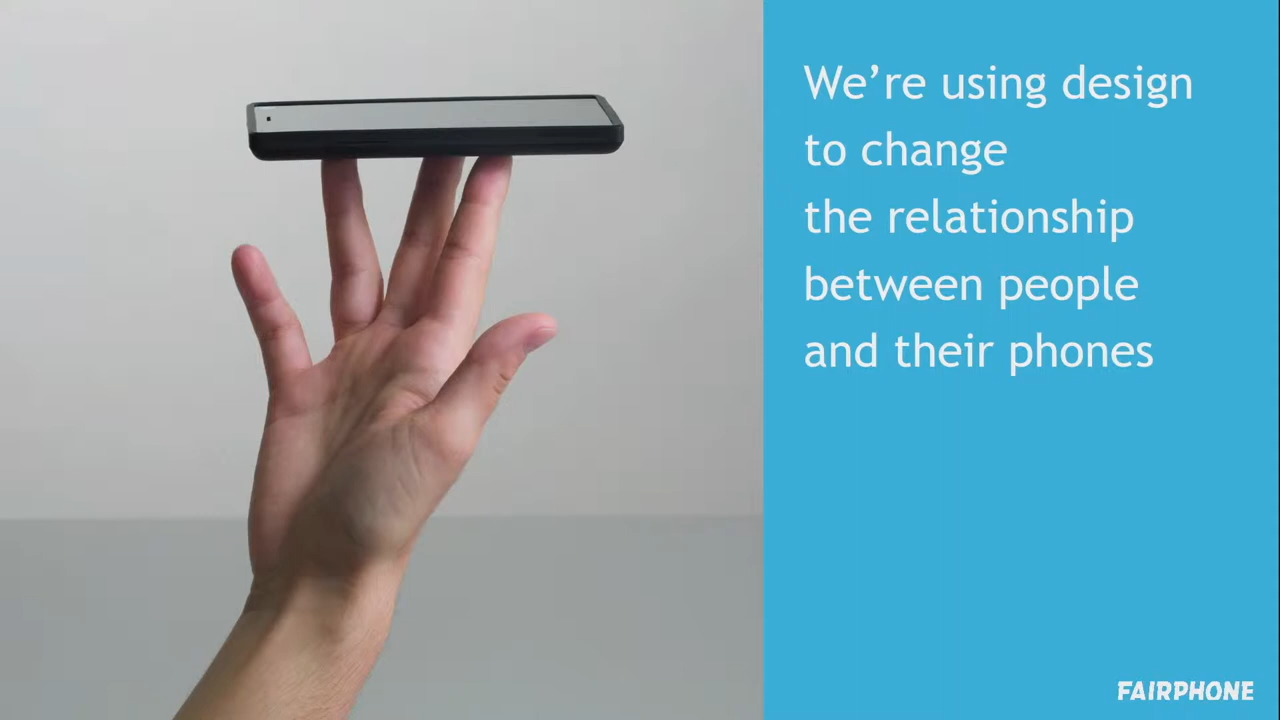 We’re using design
to change
the relationship
between people
and their phones
FAIRPHONE